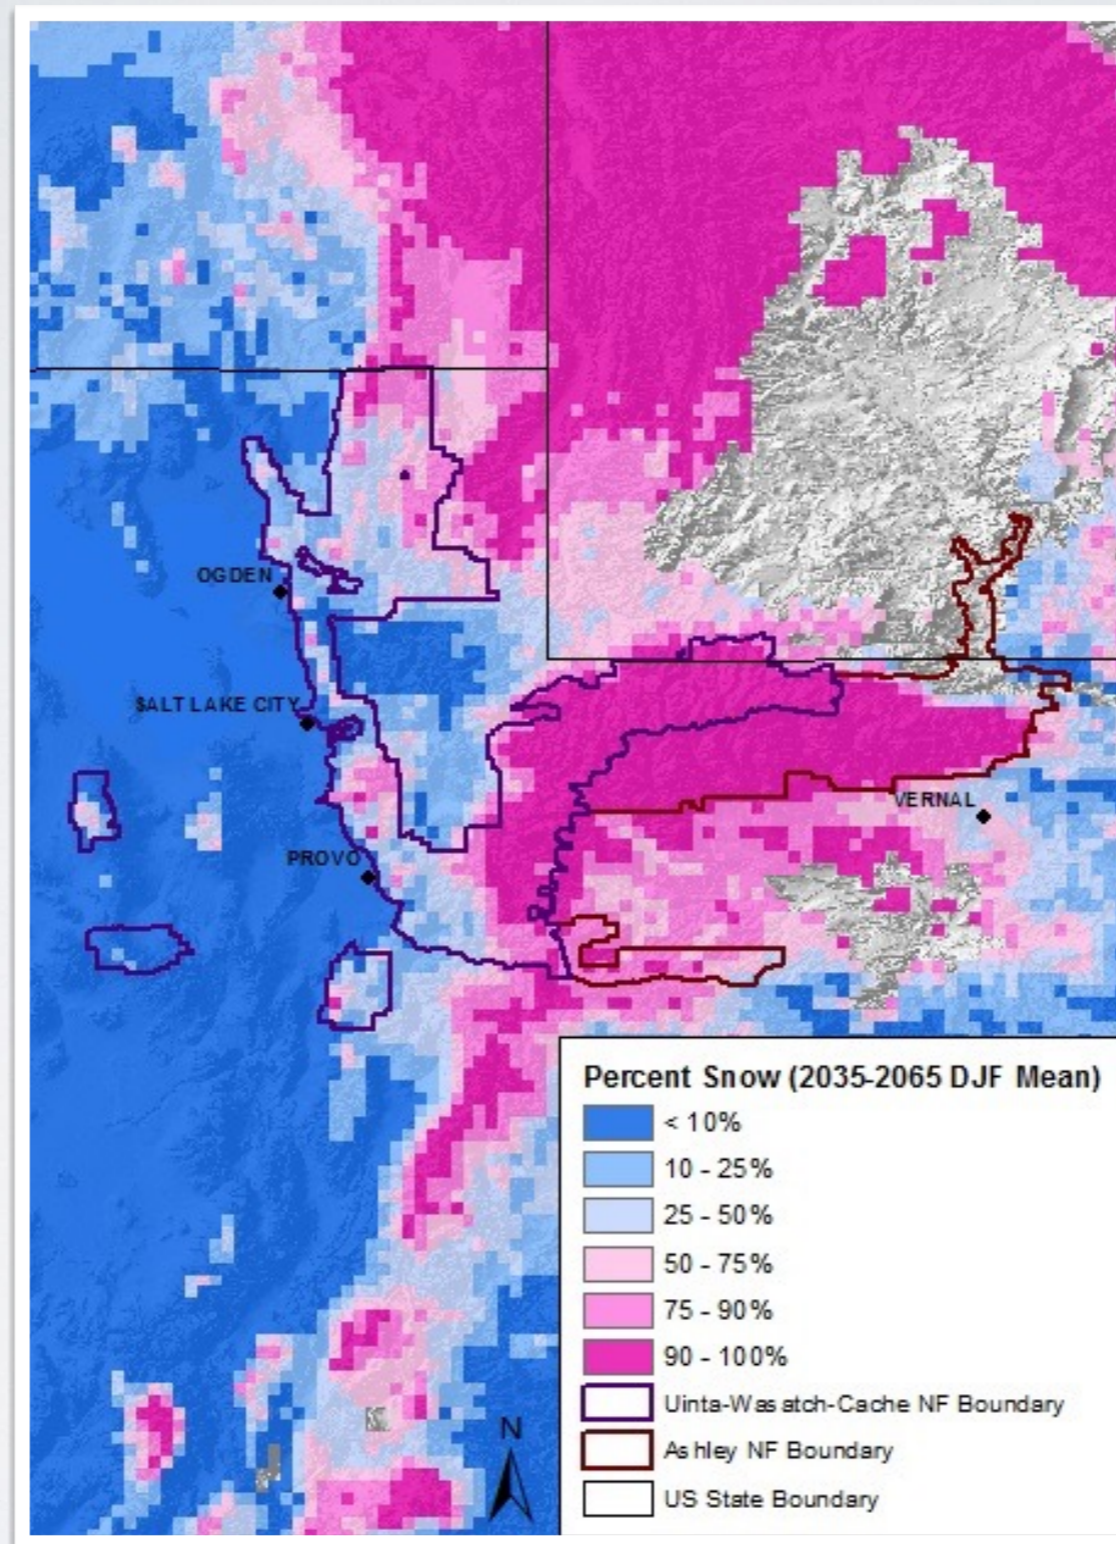 OGDEN
SALT LAKE CITY
VERNAL
PROVO
Percent Snow (2035-2065 DJF Mean)
< 10%
10 - 25%
25 - 50%
50 - 75%
75 - 90%
90 - 100%
Uinta-Wasatch-Cache NF Boundary
Ashley NF Boundary
US State Boundary
N